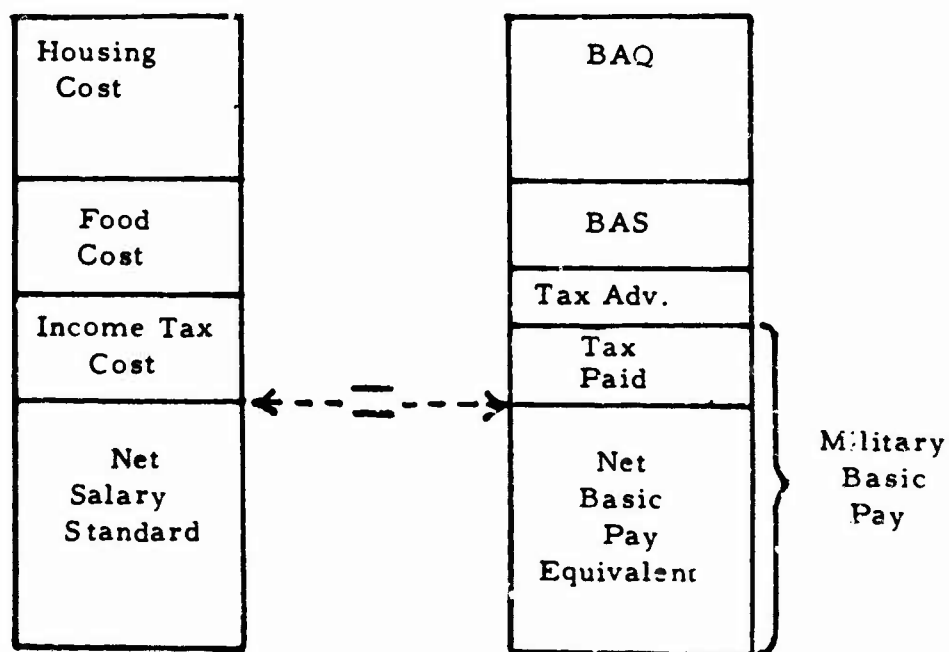 Housing
Cost
Food
Cost
Income Tax
Cost
Net
Salary
Standard
=
BAQ
BAS
Tax Adv.
Tax
Paid
Net
Basic
Pay
Equivalent
Military
Basic
Pay